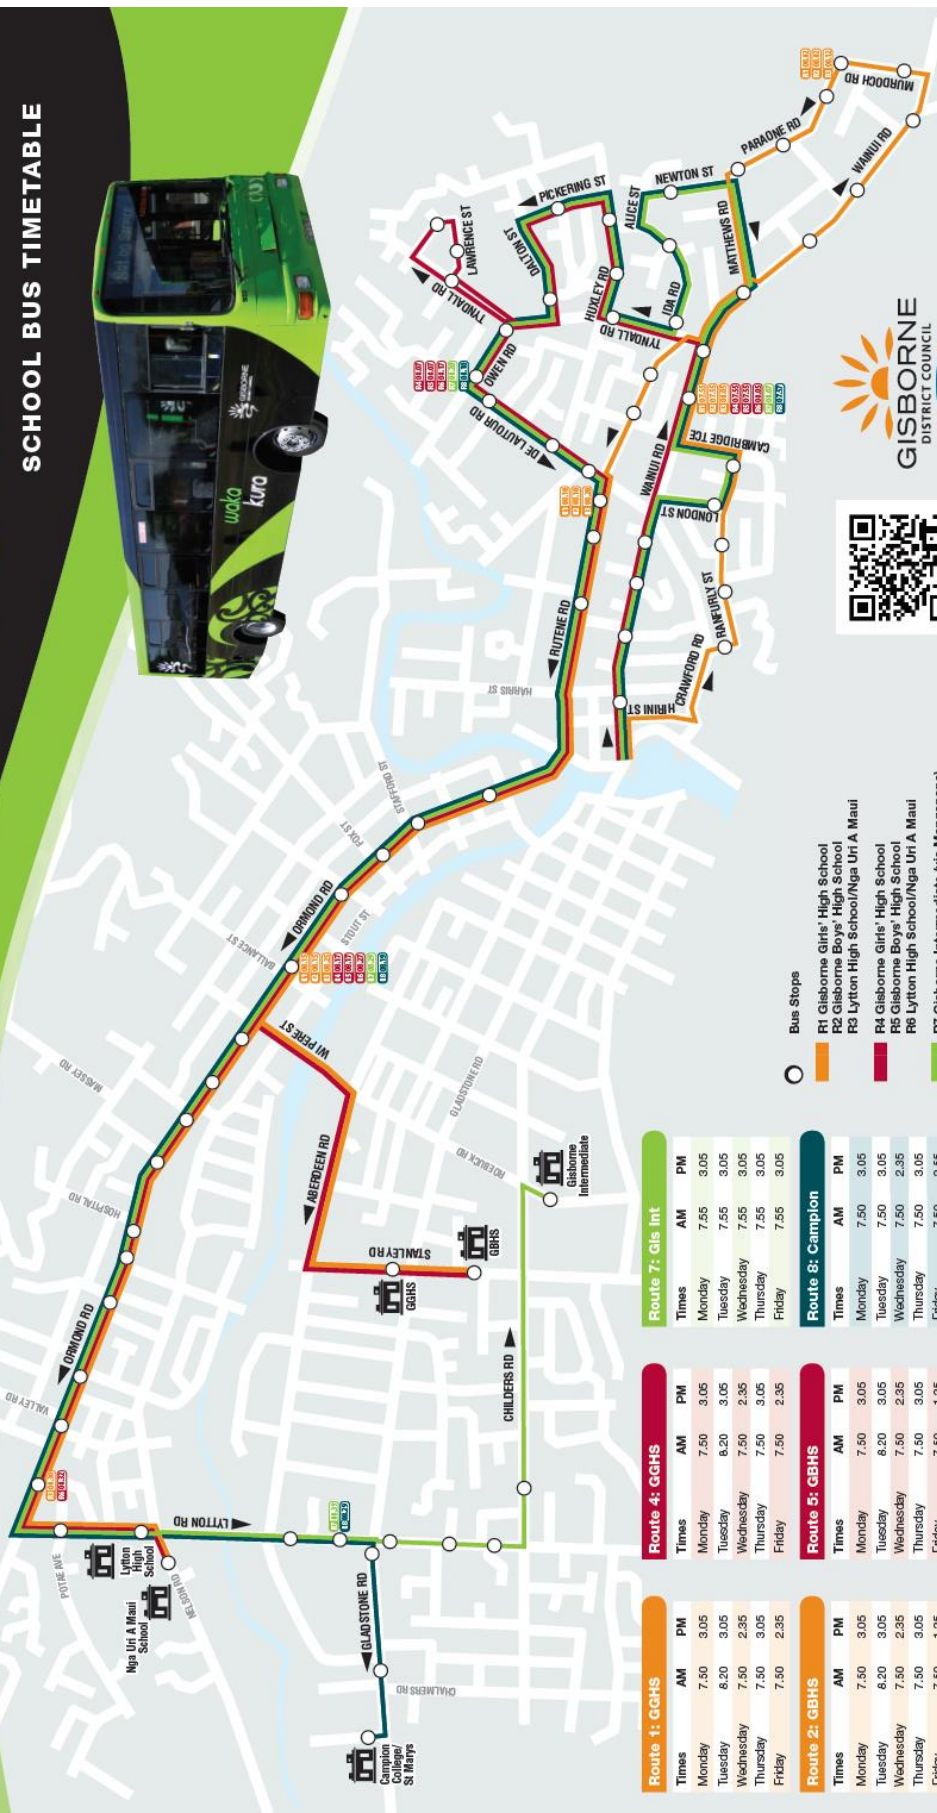 SCHOOL BUS TIMETABLE
waka
kura
GISBORNE
LAWRENCE ST
TYNDALL RD
DALTON ST
PICKERING ST
HUXLEY RD
TYNDALL RD
ALICE ST
IDA RD
NEWTON ST
MATTHEWS RD
PARAONE RD
MURDOCH RD
WAINUI RD
OWEN RD
DE LAUTOUR RD
WAINUI RD
CAMBRIDGE TCE
LONDON ST
RANFURLY ST
CRAWFORD RD
HIRINI ST
RUTENE RD
HARRIS ST
STAFFORD ST
FOX ST
STOUT ST
ORMOND RD
BALLANCE ST
WI PERE ST
MASSEY RD
GLADSTONE RD
ROEBUCK RD
ABERDEEN RD
HOSPITAL RD
STANLEY RD
GGHS
GBHS
Gisborne
Intermediate
ORMOND RD
VALLEY RD
CHILDERS RD
LYTTON RD
POTAE AVE
Lytton
High
School
Nga Uri A Maui
School
NELSON RD
GLADSTONE RD
CHALMERS RD
Campion
College/
St Marys
GISBORNE
DISTRICT COUNCIL
Bus Stops
R1 Gisborne Girls' High School
R2 Gisborne Boys' High School
R3 Lytton High School/Nga Uri A Maui
R4 Gisborne Girls' High School
R5 Gisborne Boys' High School
R6 Lytton High School/Nga Uri A Maui
Route 1: GGHS
Times AM PM
Monday 7.50 3.05
Tuesday 8.20 3.05
Wednesday 7.50 2.35
Thursday 7.50 3.05
Friday 7.50 2.35
Route 4: GGHS
Times AM PM
Monday 7.50 3.05
Tuesday 8.20 3.05
Wednesday 7.50 2.35
Thursday 7.50 3.05
Friday 7.50 2.35
Route 7: Gis Int
Times AM PM
Monday 7.55 3.05
Tuesday 7.55 3.05
Wednesday 7.55 3.05
Thursday 7.55 3.05
Friday 7.55 3.05
Route 2: GBHS
Times AM PM
Monday 7.50 3.05
Tuesday 8.20 3.05
Wednesday 7.50 2.35
Thursday 7.50 3.05
Route 5: GBHS
Times AM PM
Monday 7.50 3.05
Tuesday 8.20 3.05
Wednesday 7.50 2.35
Thursday 7.50 3.05
Route 8: Campion
Times AM PM
Monday 7.50 3.05
Tuesday 7.50 3.05
Wednesday 7.50 2.35
Thursday 7.50 3.05